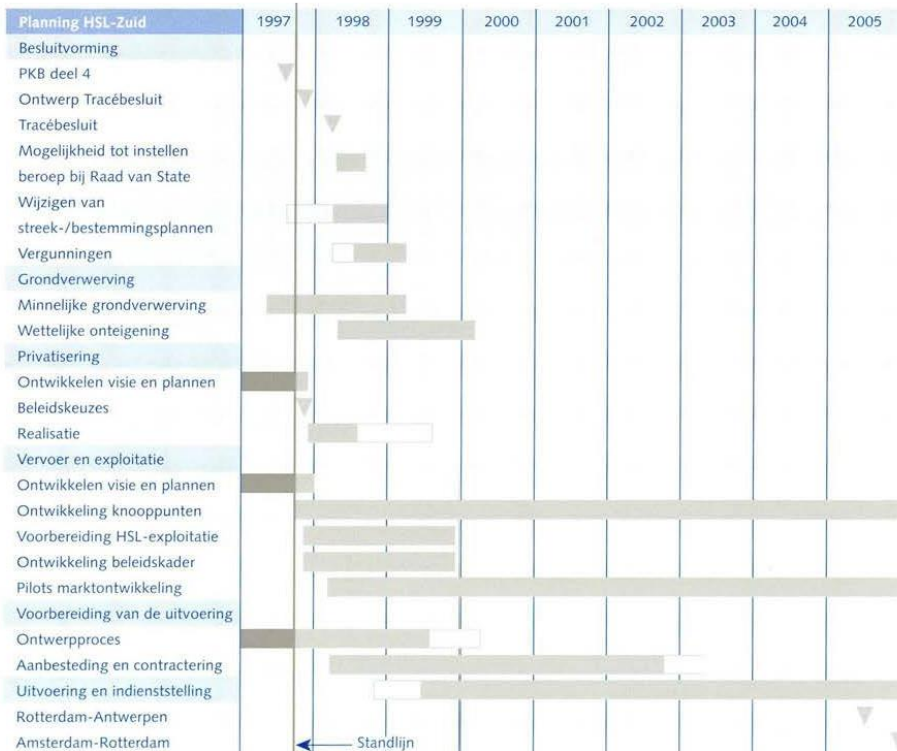 Planning HSL-Zuid 1997 1998 1999 2000 2001 2002 2003 2004 2005
Besluitvorming
PKB deel 4
Ontwerp Tracébesluit
Tracébesluit
Mogelijkheid tot instellen
beroep bij Raad van State
Wijzigen van
streek-/bestemmingsplannen
Vergunningen
Grondverwerving
Minnelijke grondverwerving
Wettelijke onteigening
Privatisering
Ontwikkelen visie en plannen
Beleidskeuzes
Realisatie
Vervoer en exploitatie
Ontwikkelen visie en plannen
Ontwikkeling knooppunten
Voorbereiding HSL-exploitatie
Ontwikkeling beleidskader
Pilots marktontwikkeling
Voorbereiding van de uitvoering
Ontwerpproces
Aanbesteding en contractering
Uitvoering en indienststelling
Rotterdam-Antwerpen
Amsterdam-Rotterdam Standlijn